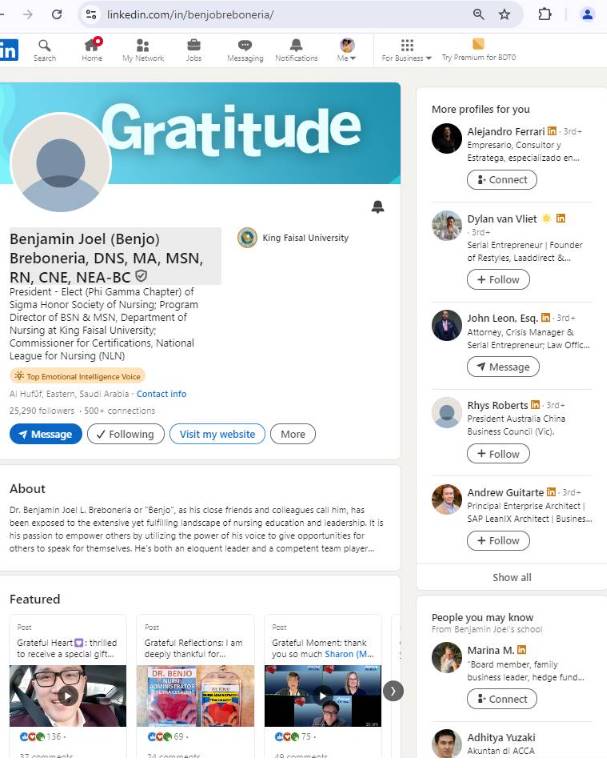 linkedin.com/in/benjobreboneria/
in
Search
Home
My Network
Jobs
Messaging
Notifications
Me
For Business
Try Premium for BDT0
Gratitude
Benjamin Joel (Benjo)
Breboneria, DNS, MA, MSN,
RN, CNE, NEA-BC
King Faisal University
President - Elect (Phi Gamma Chapter) of
Sigma Honor Society of Nursing; Program
Director of BSN & MSN, Department of
Nursing at King Faisal University;
Commissioner for Certifications, National
League for Nursing (NLN)
Top Emotional Intelligence Voice
Al Hufūf, Eastern, Saudi Arabia · Contact info
25,290 followers · 500+ connections
Message
Following
Visit my website
More
About
Dr. Benjamin Joel L. Breboneria or "Benjo", as his close friends and colleagues call him, has
been exposed to the extensive yet fulfilling landscape of nursing education and leadership. It is
his passion to empower others by utilizing the power of his voice to give opportunities for
others to speak for themselves. He's both an eloquent leader and a competent team player...
Featured
Post
Grateful Heart💟: thrilled
to receive a special gift...
136 ·
37 comments
Post
Grateful Reflections: I am
deeply thankful for...
DR. BENJO
69 ·
24 comments
Post
Grateful Moment: thank
you so much Sharon (M...
75 ·
49 comments
More profiles for you
Alejandro Ferrari in · 3rd+
Empresario, Consultor y
Estratega, especializado en...
Connect
Dylan van Vliet ☀️ in
· 3rd+
Serial Entrepreneur | Founder
of Restyles, Laaddirect &...
+ Follow
John Leon, Esq. in · 3rd+
Attorney, Crisis Manager &
Serial Entrepreneur; Law Offic...
Message
Rhys Roberts in · 3rd+
President Australia China
Business Council (Vic).
+ Follow
Andrew Guitarte in · 3rd+
Principal Enterprise Architect |
SAP LeanIX Architect | Busines...
+ Follow
Show all
People you may know
From Benjamin Joel's school
Marina M. in
"Board member, family
business leader, hedge fund...
Connect
Adhitya Yuzaki
Akuntan di ACCA